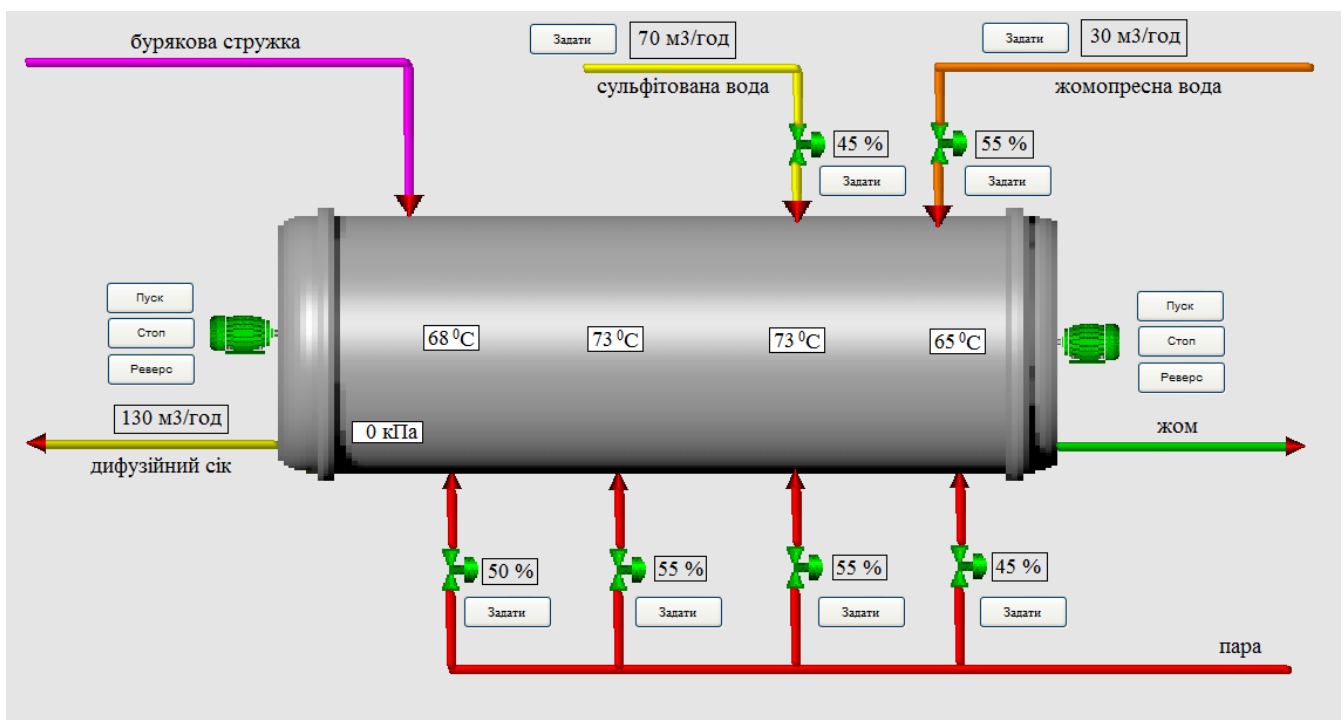 бурякова стружка
Задати
70 м3/год
сульфітована вода
Задати
30 м3/год
жомопресна вода
45 %
Задати
55 %
Задати
Пуск
Стоп
Реверс
68 ⁰С
73 ⁰С
73 ⁰С
65 ⁰С
Пуск
Стоп
Реверс
130 м3/год
дифузійний сік
0 кПа
жом
50 %
Задати
55 %
Задати
55 %
Задати
45 %
Задати
пара